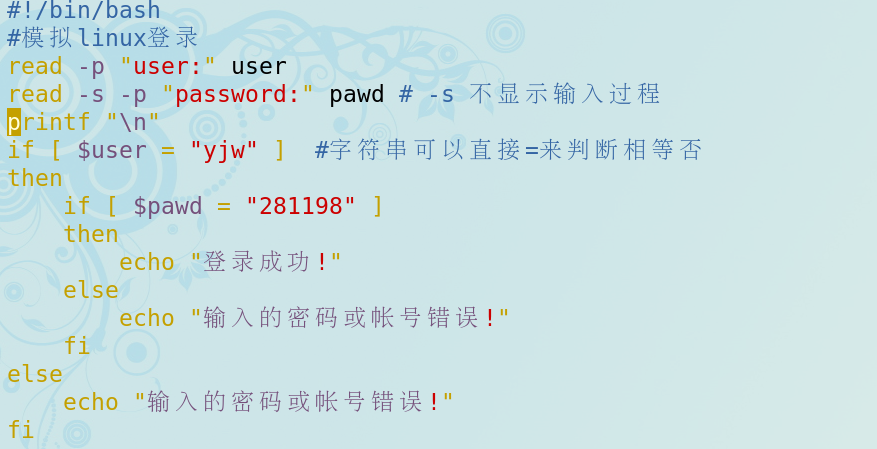 #!/bin/bash
#模拟linux登录
read -p "user:" user
read -s -p "password:" pawd # -s 不显示输入过程
printf "\n"
if [ $user = "yjw" ]  #字符串可以直接=来判断相等否
then
    if [ $pawd = "281198" ]
    then
        echo "登录成功!"
    else
        echo "输入的密码或帐号错误!"
    fi
else
    echo "输入的密码或帐号错误!"
fi